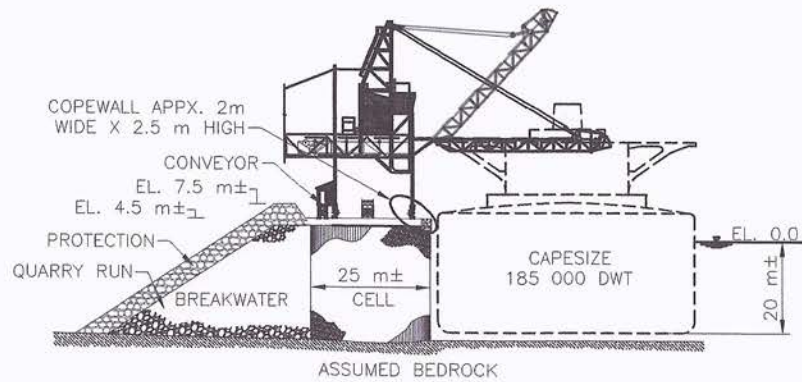 COPEWALL APPX. 2m
WIDE X 2.5 m HIGH
CONVEYOR
EL. 7.5 m±
EL. 4.5 m±
PROTECTION
QUARRY RUN
BREAKWATER
25 m±
CELL
CAPESIZE
185 000 DWT
EL. 0.0
20 m±
ASSUMED BEDROCK